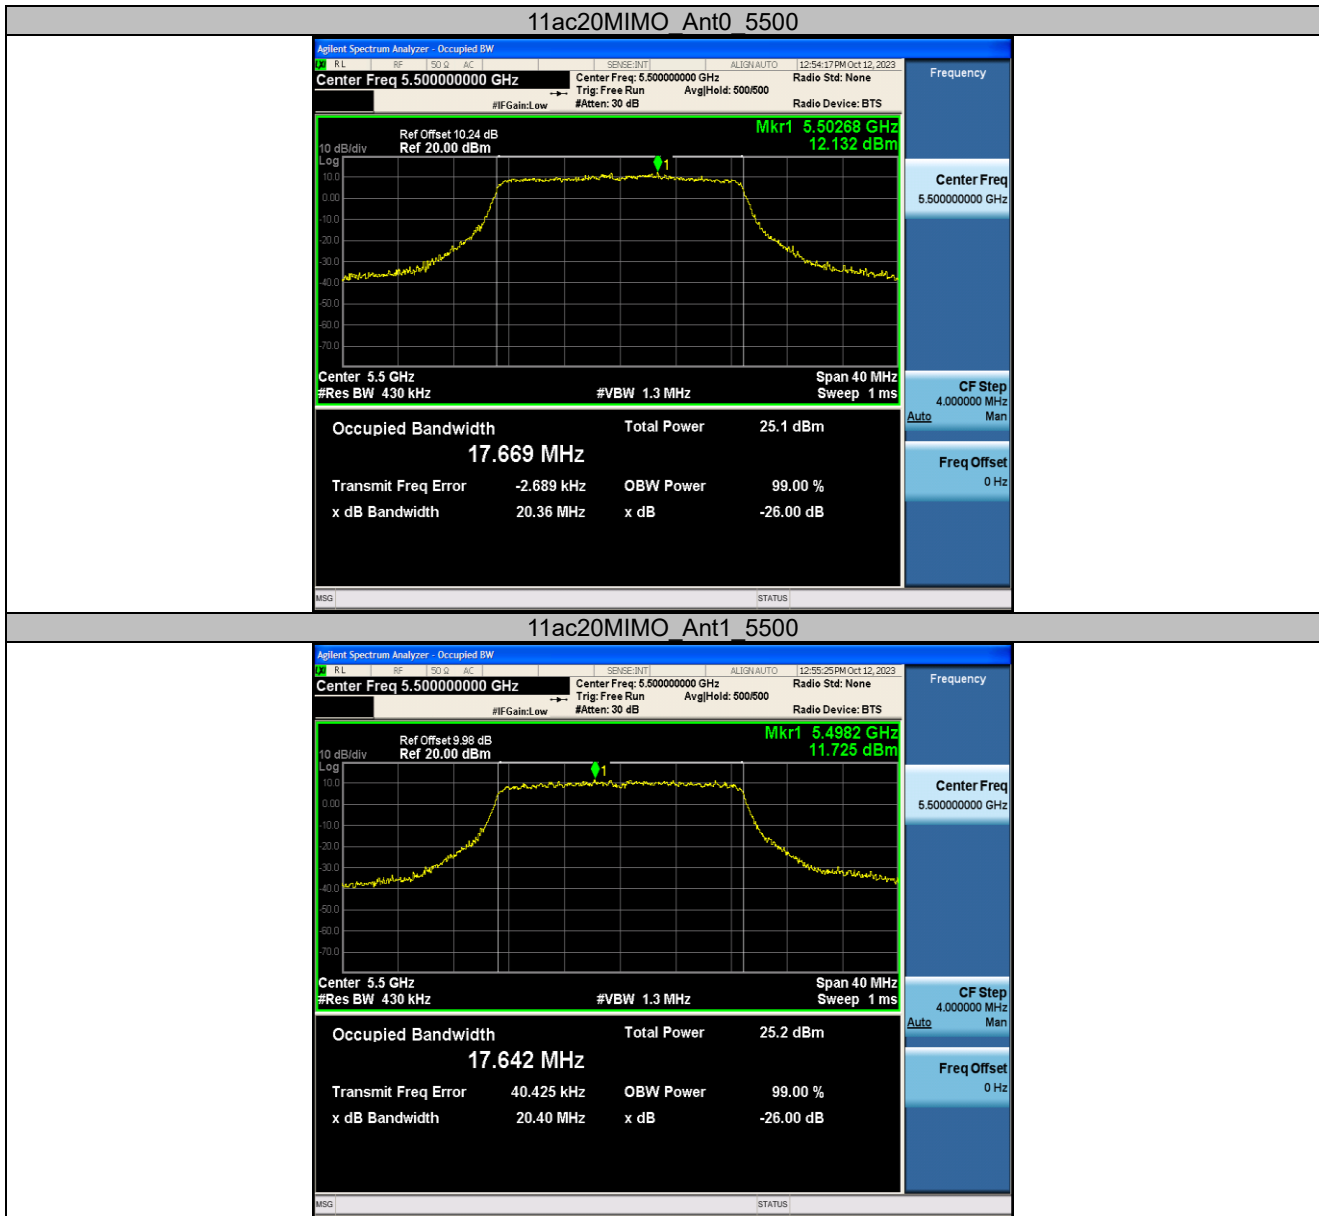 11ac20MIMO_Ant0_5500
Agilent Spectrum Analyzer - Occupied BW
LXI RL RF 50 Ω AC SENSE:INT ALIGN AUTO 12:54:17 PM Oct 12, 2023
Center Freq 5.500000000 GHz
Center Freq: 5.500000000 GHz
Radio Std: None
Trig: Free Run Avg|Hold: 500/500
#IFGain:Low #Atten: 30 dB Radio Device: BTS
Frequency
Mkr1 5.50268 GHz
12.132 dBm
Ref Offset 10.24 dB
10 dB/div Ref 20.00 dBm
Log
1
10.0
0.00
-10.0
-20.0
-30.0
-40.0
-50.0
-60.0
-70.0
Center 5.5 GHz Span 40 MHz
#Res BW 430 kHz #VBW 1.3 MHz Sweep 1 ms
Center Freq
5.500000000 GHz
CF Step
4.000000 MHz
Auto Man
Freq Offset
0 Hz
Occupied Bandwidth Total Power 25.1 dBm
17.669 MHz
Transmit Freq Error -2.689 kHz OBW Power 99.00 %
x dB Bandwidth 20.36 MHz x dB -26.00 dB
MSG STATUS
11ac20MIMO_Ant1_5500
Agilent Spectrum Analyzer - Occupied BW
LXI RL RF 50 Ω AC SENSE:INT ALIGN AUTO 12:55:25 PM Oct 12, 2023
Center Freq 5.500000000 GHz
Center Freq: 5.500000000 GHz
Radio Std: None
Trig: Free Run Avg|Hold: 500/500
#IFGain:Low #Atten: 30 dB Radio Device: BTS
Frequency
Mkr1 5.4982 GHz
11.725 dBm
Ref Offset 9.98 dB
10 dB/div Ref 20.00 dBm
Log
1
10.0
0.00
-10.0
-20.0
-30.0
-40.0
-50.0
-60.0
-70.0
Center 5.5 GHz Span 40 MHz
#Res BW 430 kHz #VBW 1.3 MHz Sweep 1 ms
Center Freq
5.500000000 GHz
CF Step
4.000000 MHz
Auto Man
Freq Offset
0 Hz
Occupied Bandwidth Total Power 25.2 dBm
17.642 MHz
Transmit Freq Error 40.425 kHz OBW Power 99.00 %
x dB Bandwidth 20.40 MHz x dB -26.00 dB
MSG STATUS